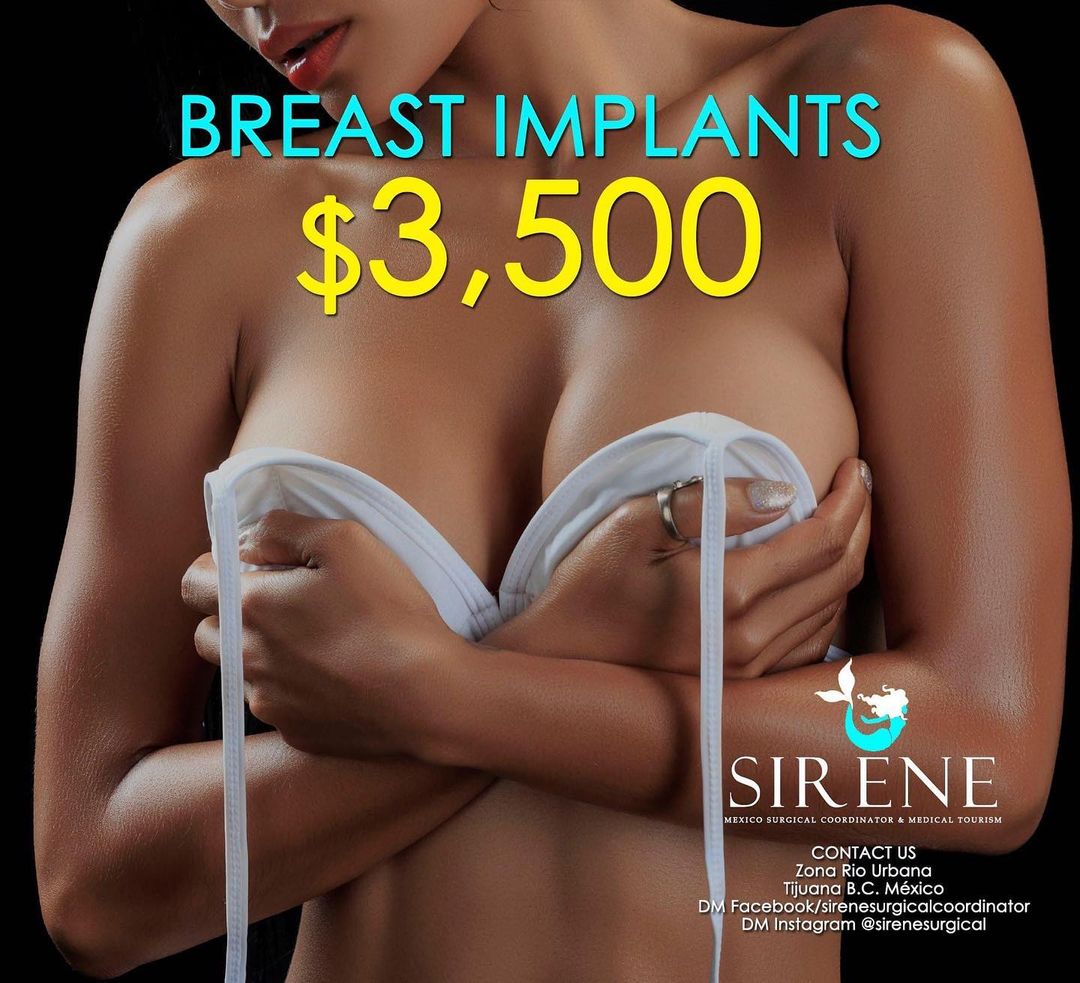 BREAST IMPLANTS
$3,500
SIRENE
MEXICO SURGICAL COORDINATOR & MEDICAL TOURISM
CONTACT US
Zona Rio Urbana
Tijuana B.C. México
DM Facebook/sirenesurgicalcoordinator
DM Instagram @sirenesurgical